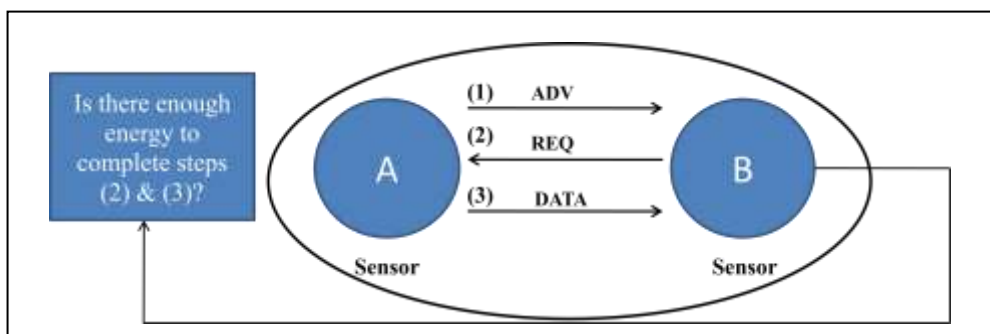 Is there enough
energy to
complete steps
(2) & (3)?
(1) ADV
(2) REQ
(3) DATA
A
B
Sensor
Sensor